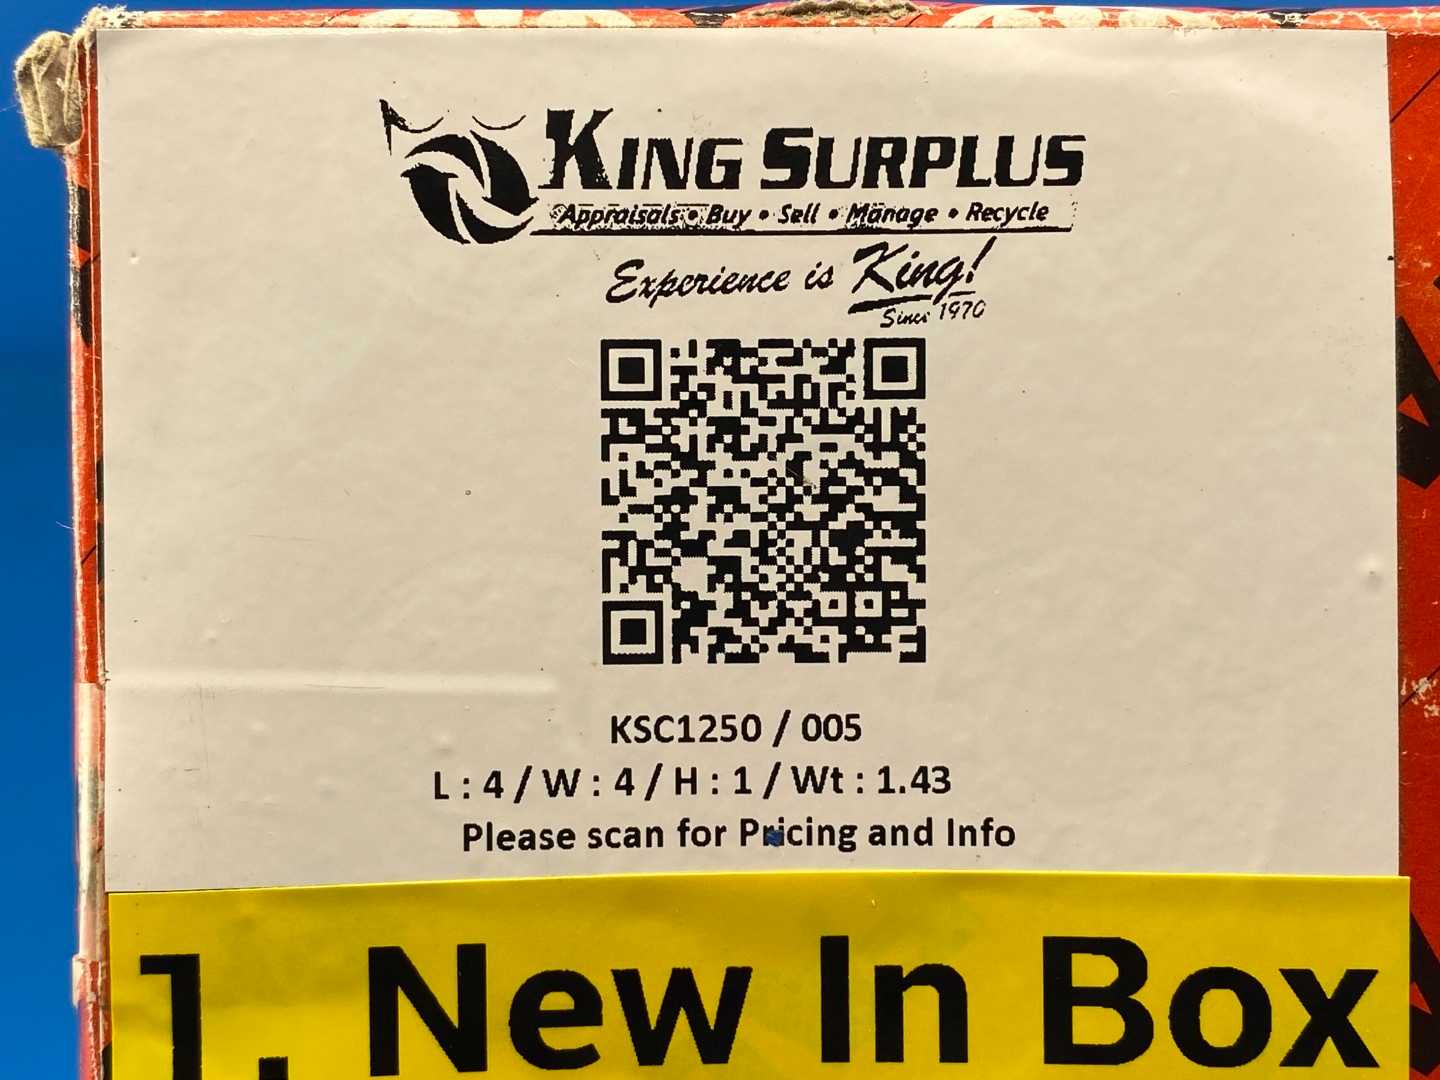 KING SURPLUS
Appraisals • Buy • Sell • Manage • Recycle
Experience is King!
Since 1970
KSC1250 / 005
L : 4 / W : 4 / H : 1 / Wt : 1.43
Please scan for Pricing and Info
1. New In Box